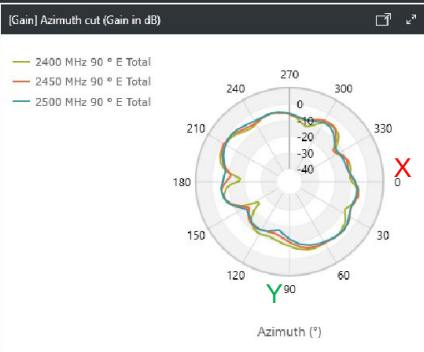 [Gain] Azimuth cut (Gain in dB)
2400 MHz 90 ° E Total
2450 MHz 90 ° E Total
2500 MHz 90 ° E Total
270
240
300
0
-10
210
330
-20
-30
-40
X
180
0
150
30
120
60
Y
90
Azimuth (°)